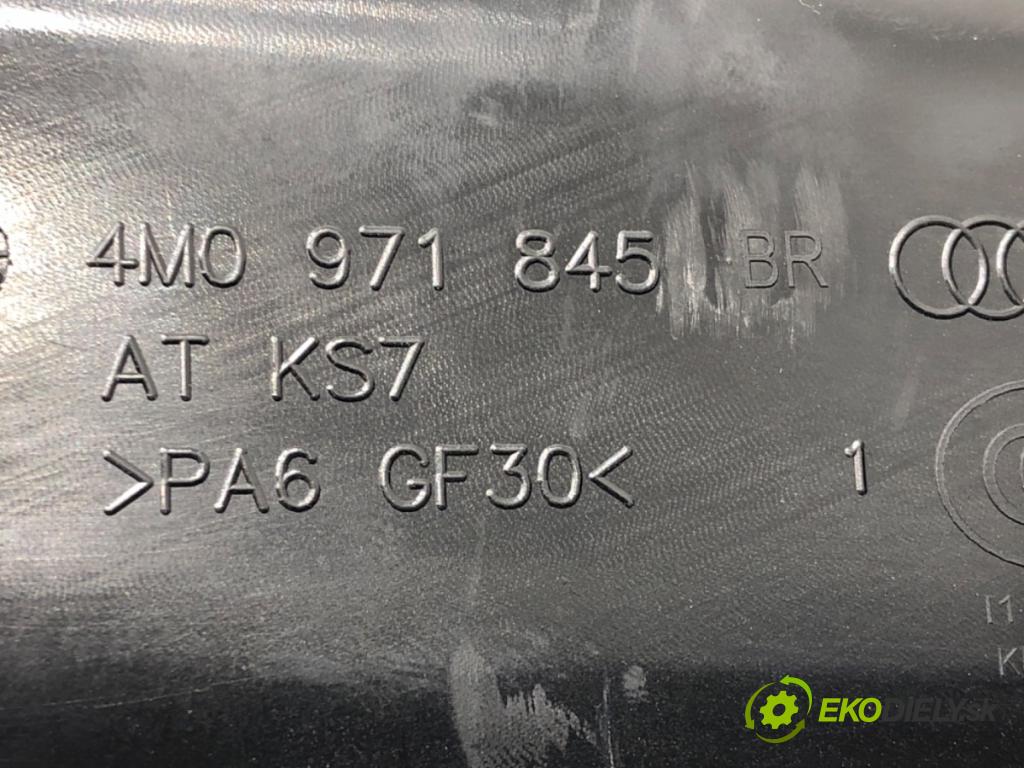 4M0 971 845 BR
AT KS7
>PA6 GF30< 1
EKODIELY.SK